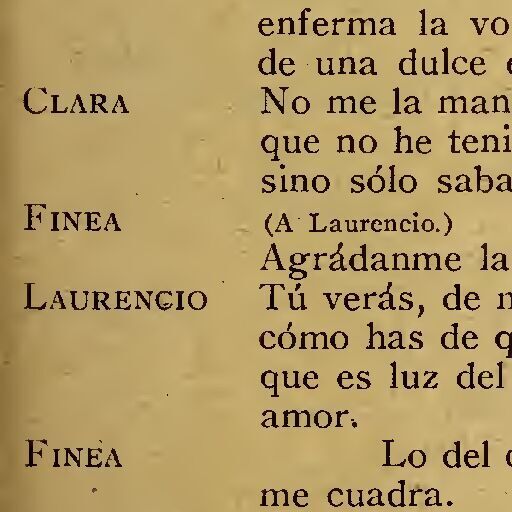 enferma la vo
de una dulce
CLARA No me la man
que no he teni
sino sólo saba
FINEA (A Laurencio.)
Agrádanme la
LAURENCIO Tú verás, de
cómo has de q
que es luz del
amor.
FINEA Lo del
me cuadra.